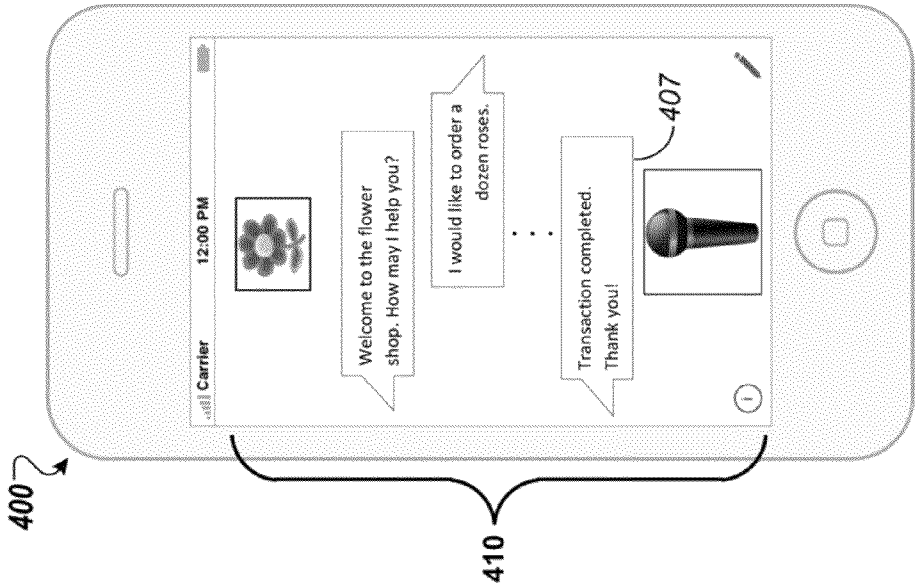 400
Carrier 12:00 PM
Welcome to the flower
shop. How may I help you?
I would like to order a
dozen roses.
. . .
Transaction completed.
Thank you!
407
i
410